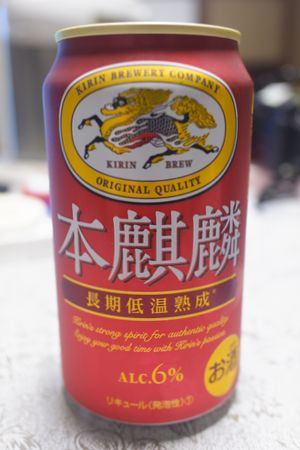 KIRIN BREWERY COMPANY
KIRIN BREW
ORIGINAL QUALITY
本麒麟
長期低温熟成*
Kirin's strong spirit for authentic quality.
Enjoy your good time with Kirin's passion.
ALC.6%
お酒
リキュール(発泡性)①